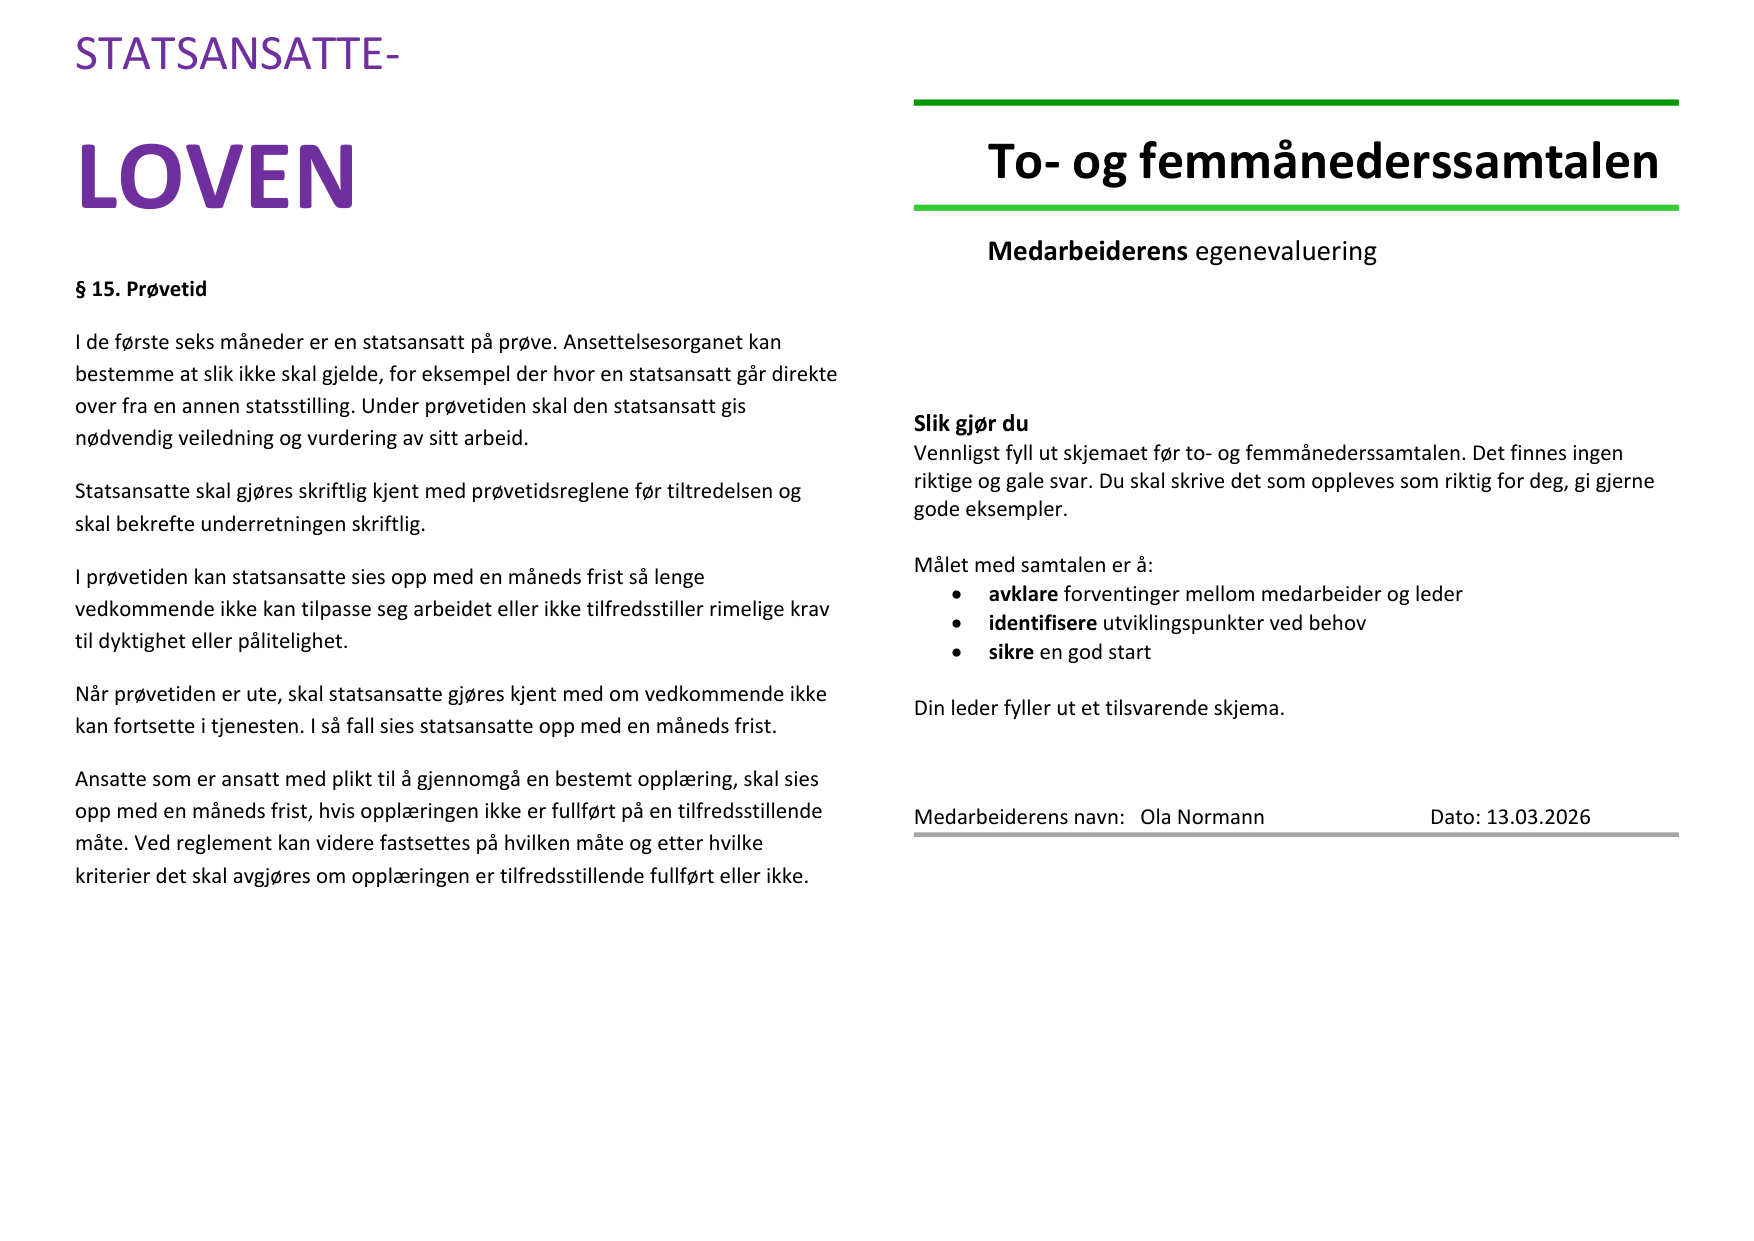 STATSANSATTE-
LOVEN
§ 15. Prøvetid
I de første seks måneder er en statsansatt på prøve. Ansettelsesorganet kan
bestemme at slik ikke skal gjelde, for eksempel der hvor en statsansatt går direkte
over fra en annen statsstilling. Under prøvetiden skal den statsansatt gis
nødvendig veiledning og vurdering av sitt arbeid.
Statsansatte skal gjøres skriftlig kjent med prøvetidsreglene før tiltredelsen og
skal bekrefte underretningen skriftlig.
I prøvetiden kan statsansatte sies opp med en måneds frist så lenge
vedkommende ikke kan tilpasse seg arbeidet eller ikke tilfredsstiller rimelige krav
til dyktighet eller pålitelighet.
Når prøvetiden er ute, skal statsansatte gjøres kjent med om vedkommende ikke
kan fortsette i tjenesten. I så fall sies statsansatte opp med en måneds frist.
Ansatte som er ansatt med plikt til å gjennomgå en bestemt opplæring, skal sies
opp med en måneds frist, hvis opplæringen ikke er fullført på en tilfredsstillende
måte. Ved reglement kan videre fastsettes på hvilken måte og etter hvilke
kriterier det skal avgjøres om opplæringen er tilfredsstillende fullført eller ikke.
To- og femmånederssamtalen
Medarbeiderens egenevaluering
Slik gjør du
Vennligst fyll ut skjemaet før to- og femmånederssamtalen. Det finnes ingen
riktige og gale svar. Du skal skrive det som oppleves som riktig for deg, gi gjerne
gode eksempler.
Målet med samtalen er å:
• avklare forventinger mellom medarbeider og leder
• identifisere utviklingspunkter ved behov
• sikre en god start
Din leder fyller ut et tilsvarende skjema.
Medarbeiderens navn: Ola Normann Dato: 13.03.2026